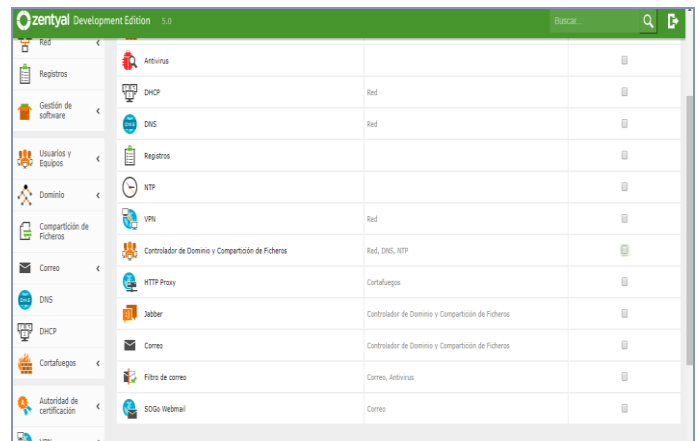 zentyal Development Edition 5.0
Buscar...
Red
Registros
Gestión de
software
Usuarios y
Equipos
Dominio
Compartición de
Ficheros
Correo
DNS
DHCP
Cortafuegos
Autoridad de
certificación
VPN
Antivirus
DHCP Red
DNS Red
Registros
NTP
VPN Red
Controlador de Dominio y Compartición de Ficheros Red, DNS, NTP
HTTP Proxy Cortafuegos
Jabber Controlador de Dominio y Compartición de Ficheros
Correo Controlador de Dominio y Compartición de Ficheros
Filtro de correo Correo, Antivirus
SOGo Webmail Correo